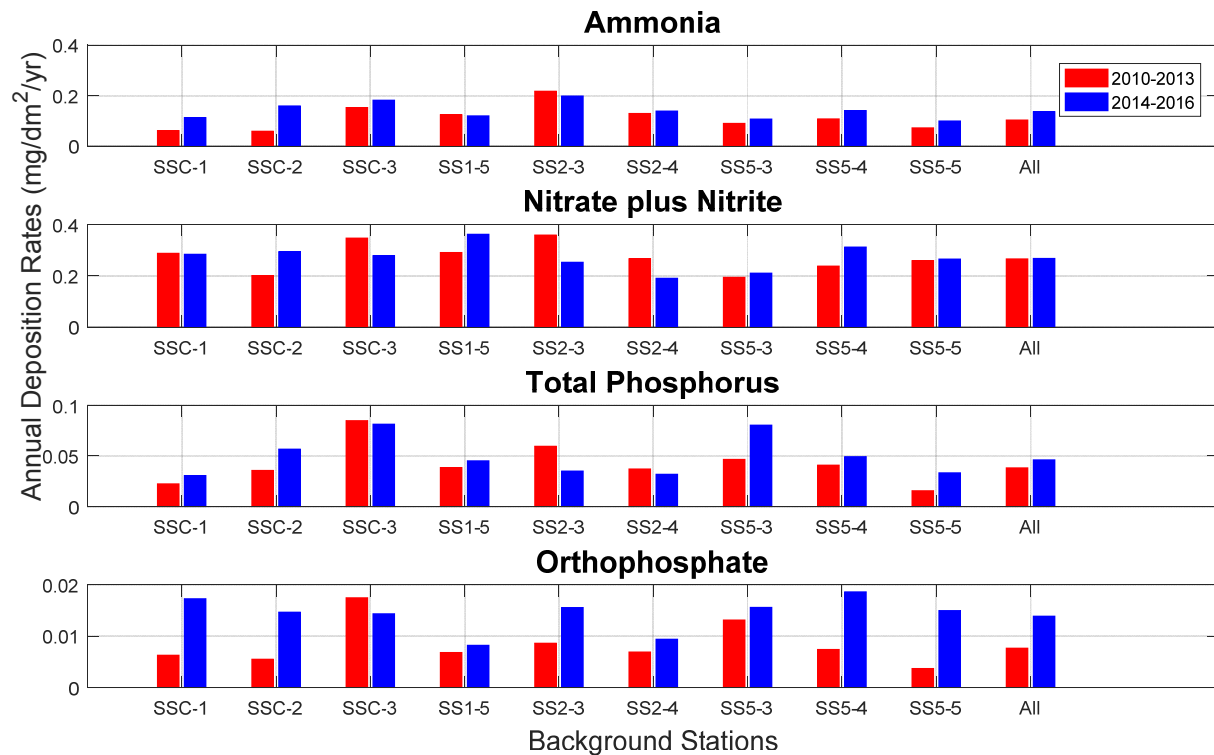 Ammonia
Annual Deposition Rates (mg/dm²/yr)
0.4
0.2
0
2010-2013
2014-2016
SSC-1 SSC-2 SSC-3 SS1-5 SS2-3 SS2-4 SS5-3 SS5-4 SS5-5 All
Nitrate plus Nitrite
0.4
0.2
0
SSC-1 SSC-2 SSC-3 SS1-5 SS2-3 SS2-4 SS5-3 SS5-4 SS5-5 All
Total Phosphorus
0.1
0.05
0
SSC-1 SSC-2 SSC-3 SS1-5 SS2-3 SS2-4 SS5-3 SS5-4 SS5-5 All
Orthophosphate
0.02
0.01
0
SSC-1 SSC-2 SSC-3 SS1-5 SS2-3 SS2-4 SS5-3 SS5-4 SS5-5 All
Background Stations